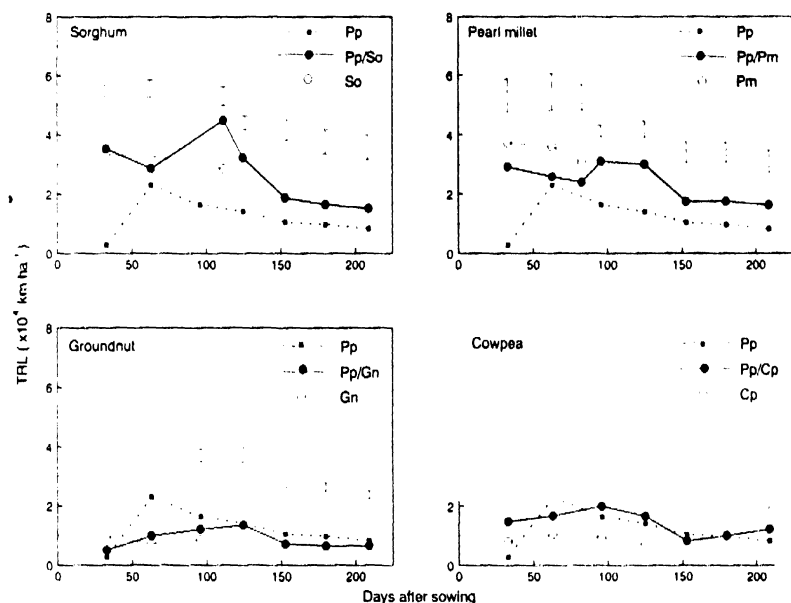 Sorghum
Pp
Pp/So
So
8
6
4
2
0
0 50 100 150 200
Pearl millet
Pp
Pp/Pm
Pm
8
6
4
2
0
0 50 100 150 200
TRL (x10⁴ km ha⁻¹)
Groundnut
Pp
Pp/Gn
Gn
8
6
4
2
0
0 50 100 150 200
Cowpea
Pp
Pp/Cp
Cp
2
0
0 50 100 150 200
Days after sowing